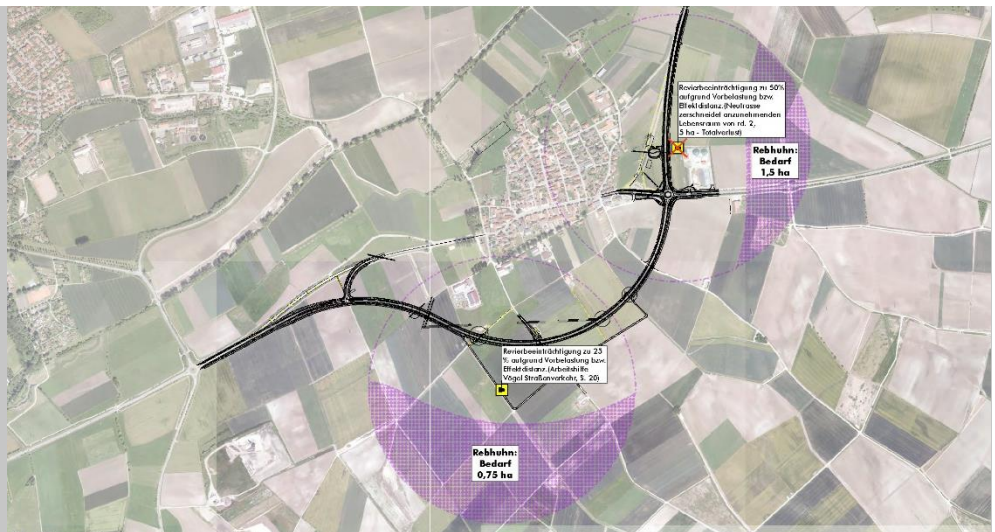 Revierbeeinträchtigung zu 50%
aufgrund Vorbelastung bzw.
Effektdistanz.(Neutrasse
zerschneidet anzunehmenden
Lebensraum von rd. 2,
5 ha - Totalverlust)
Rebhuhn:
Bedarf
1,5 ha
Revierbeeinträchtigung zu 25
% aufgrund Vorbelastung bzw.
Effektdistanz.(Arbeitshilfe
Vögel Straßenverkehr, S. 20)
Rebhuhn:
Bedarf
0,75 ha